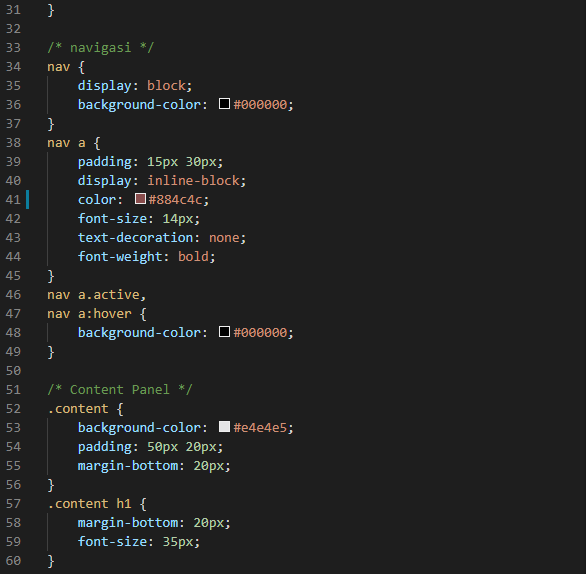 31 }
32
33 /* navigasi */
34 nav {
35     display: block;
36     background-color: #000000;
37 }
38 nav a {
39     padding: 15px 30px;
40     display: inline-block;
41     color: #884c4c;
42     font-size: 14px;
43     text-decoration: none;
44     font-weight: bold;
45 }
46 nav a.active,
47 nav a:hover {
48     background-color: #000000;
49 }
50
51 /* Content Panel */
52 .content {
53     background-color: #e4e4e5;
54     padding: 50px 20px;
55     margin-bottom: 20px;
56 }
57 .content h1 {
58     margin-bottom: 20px;
59     font-size: 35px;
60 }